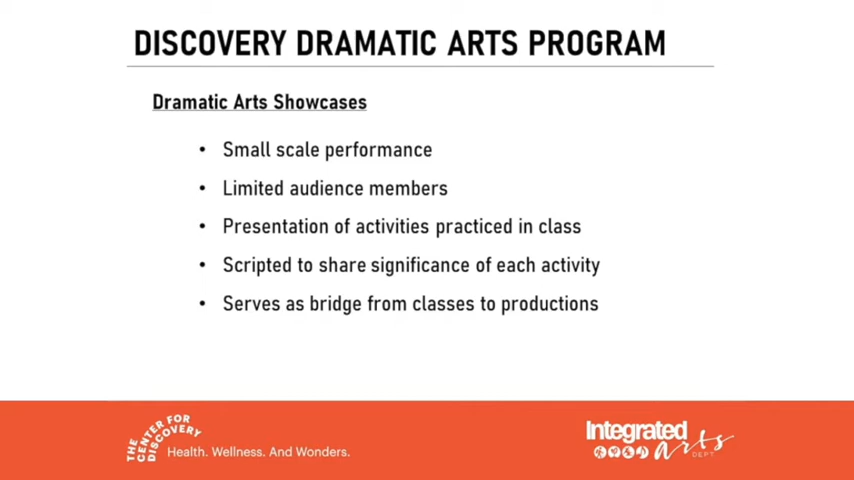 DISCOVERY DRAMATIC ARTS PROGRAM
Dramatic Arts Showcases
• Small scale performance
• Limited audience members
• Presentation of activities practiced in class
• Scripted to share significance of each activity
• Serves as bridge from classes to productions
THE CENTER FOR DISCOVERY
Health. Wellness. And Wonders.
Integrated
arts
DEPT